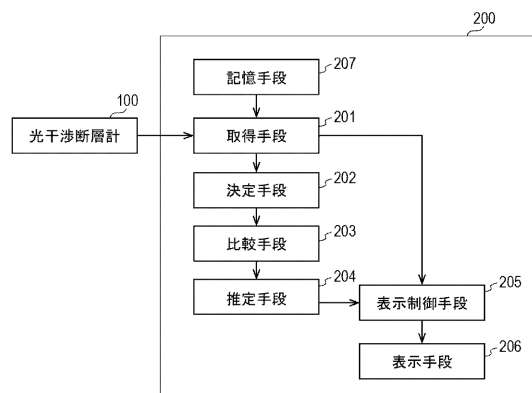 200
記憶手段
207
100
光干渉断層計
取得手段
201
決定手段
202
比較手段
203
推定手段
204
表示制御手段
205
表示手段
206